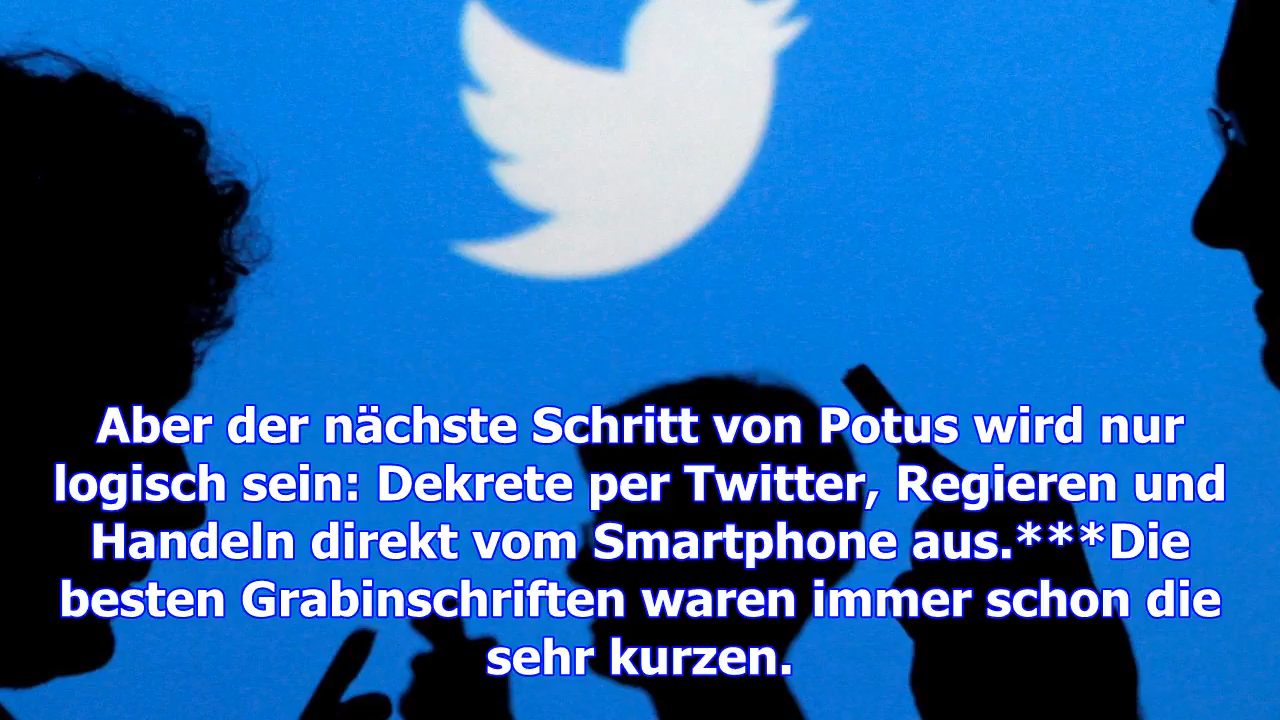 Aber der nächste Schritt von Potus wird nur
logisch sein: Dekrete per Twitter, Regieren und
Handeln direkt vom Smartphone aus.***Die
besten Grabinschriften waren immer schon die
sehr kurzen.